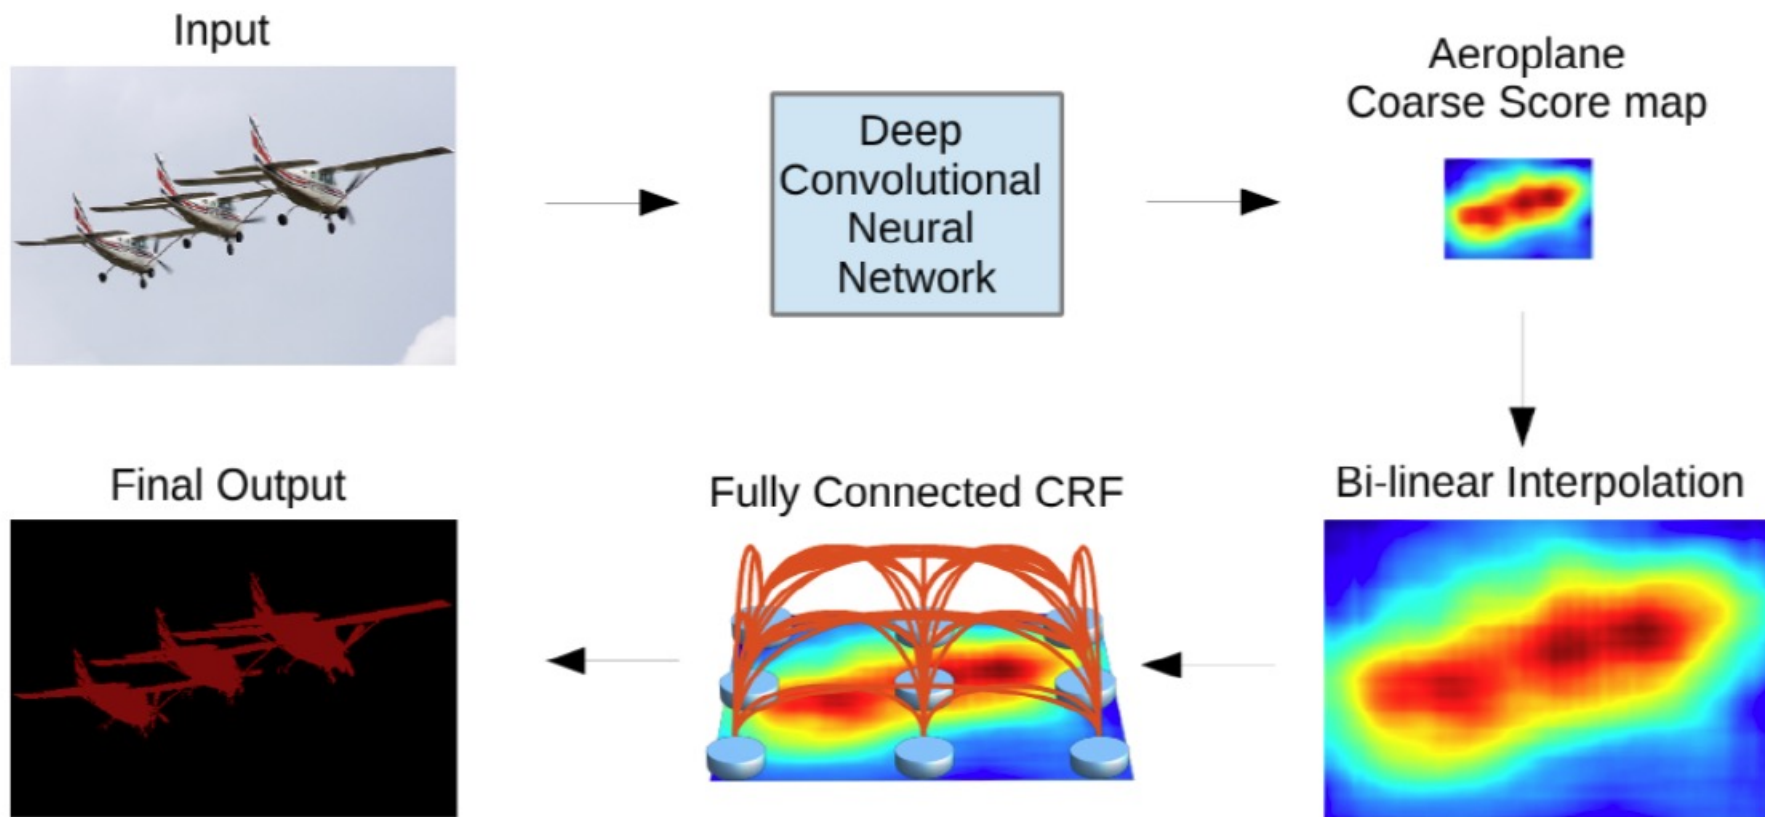 Input
Deep
Convolutional
Neural
Network
Aeroplane
Coarse Score map
Final Output
Fully Connected CRF
Bi-linear Interpolation